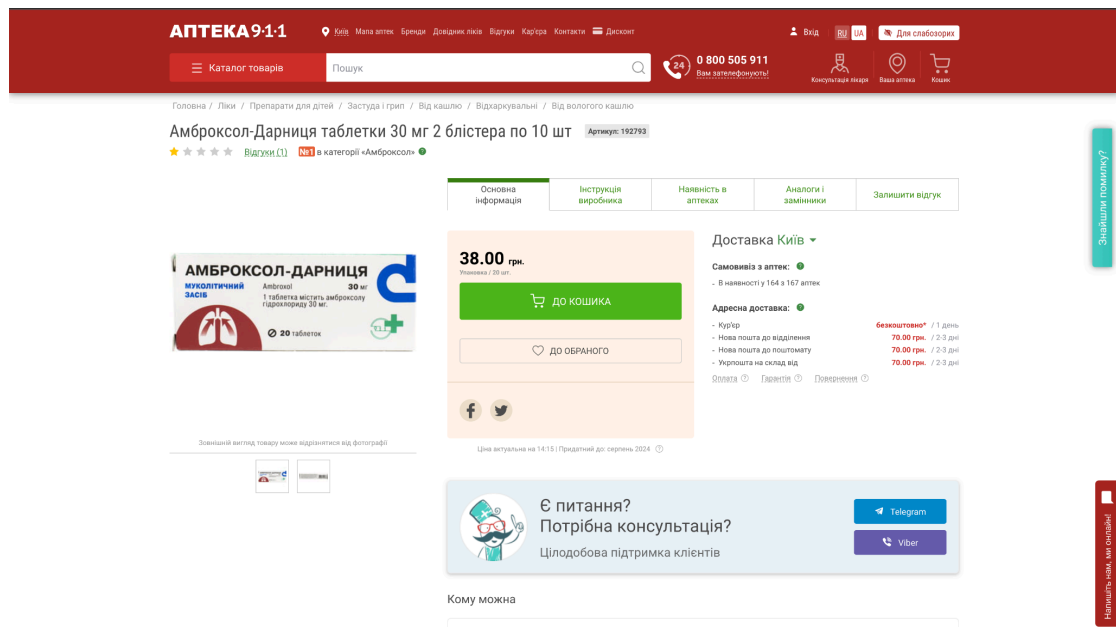 АПТЕКА9·1·1
Київ Мапа аптек Бренди Довідник ліків Відгуки Кар'єра Контакти Дисконт
Вхід RU UA Для слабозорих
Каталог товарів
Пошук
24
0 800 505 911
Вам зателефонують!
Консультація лікаря Ваша аптека Кошик
Головна / Ліки / Препарати для дітей / Застуда і грип / Від кашлю / Відхаркувальні / Від вологого кашлю
Амброксол-Дарниця таблетки 30 мг 2 блістера по 10 шт Артикул: 192793
Відгуки (1) №1 в категорії «Амброксол»
Основна інформація
Інструкція виробника
Наявність в аптеках
Аналоги і замінники
Залишити відгук
АМБРОКСОЛ-ДАРНИЦЯ
МУКОЛІТИЧНИЙ ЗАСІБ
Ambroxol 30 мг
1 таблетка містить амброксолу
гідрохлориду 30 мг.
20 таблеток
Зовнішній вигляд товару може відрізнятися від фотографії
38.00 грн.
Упаковка / 20 шт.
ДО КОШИКА
ДО ОБРАНОГО
Ціна актуальна на 14:15 | Придатний до: серпень 2024
Доставка Київ
Самовивіз з аптек:
- В наявності у 164 з 167 аптек
Адресна доставка:
- Кур'єр безкоштовно* / 1 день
- Нова пошта до відділення 70.00 грн. / 2-3 дні
- Нова пошта до поштомату 70.00 грн. / 2-3 дні
- Укрпошта на склад від 70.00 грн. / 2-3 дні
Оплата Гарантія Повернення
Є питання?
Потрібна консультація?
Цілодобова підтримка клієнтів
Telegram
Viber
Кому можна
Знайшли помилку?
Напишіть нам, ми онлайн!